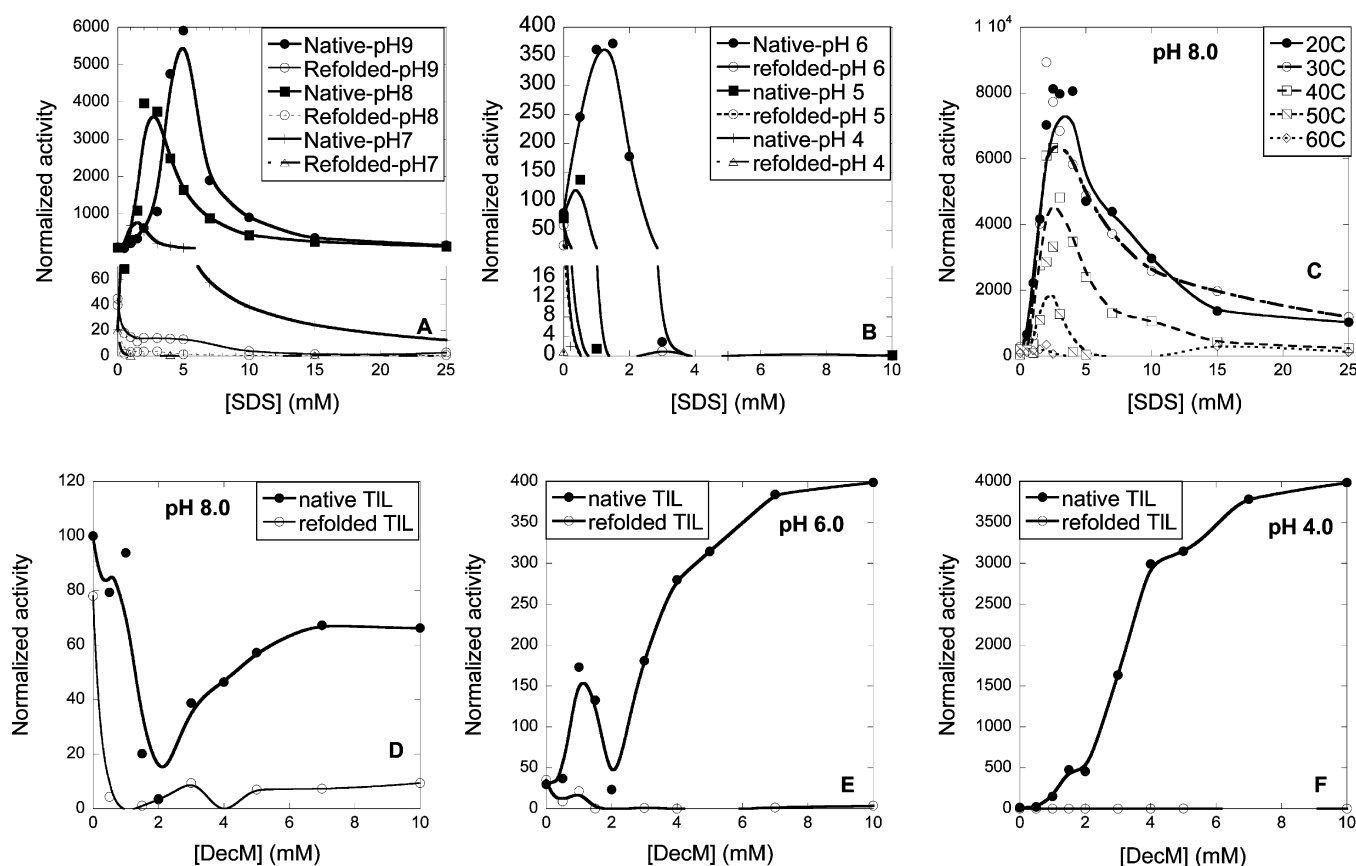 6000
5000
4000
3000
2000
1000
60
40
20
0
0 5 10 15 20 25
Normalized activity
[SDS] (mM)
Native-pH9
Refolded-pH9
Native-pH8
Refolded-pH8
Native-pH7
Refolded-pH7
A
400
350
300
250
200
150
100
50
16
12
8
4
0
0 2 4 6 8 10
Normalized activity
[SDS] (mM)
Native-pH 6
refolded-pH 6
native-pH 5
refolded-pH 5
native-pH 4
refolded-pH 4
B
1 10⁴
8000
6000
4000
2000
0
0 5 10 15 20 25
Normalized activity
[SDS] (mM)
pH 8.0
20C
30C
40C
50C
60C
C
120
100
80
60
40
20
0
0 2 4 6 8 10
Normalized activity
[DecM] (mM)
native TIL
refolded TIL
pH 8.0
D
400
350
300
250
200
150
100
50
0
0 2 4 6 8 10
Normalized activity
[DecM] (mM)
native TIL
refolded TIL
pH 6.0
E
4000
3500
3000
2500
2000
1500
1000
500
0
0 2 4 6 8 10
Normalized activity
[DecM] (mM)
native TIL
refolded TIL
pH 4.0
F